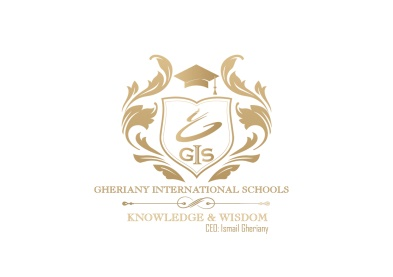 GIS
GHERIANY INTERNATIONAL SCHOOLS
KNOWLEDGE & WISDOM
CEO: Ismail Gheriany